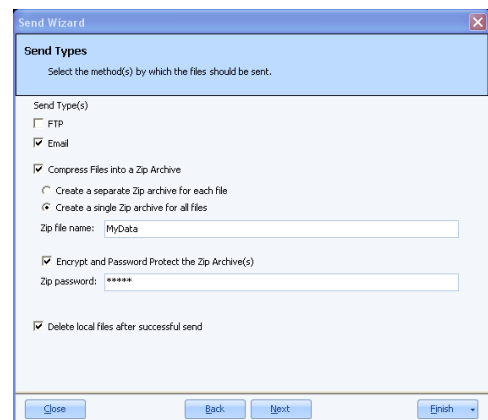 Send Wizard
Send Types
Select the method(s) by which the files should be sent.
Send Type(s)
FTP
Email
Compress Files into a Zip Archive
Create a separate Zip archive for each file
Create a single Zip archive for all files
Zip file name: MyData
Encrypt and Password Protect the Zip Archive(s)
Zip password: *****
Delete local files after successful send
Close Back Next Finish